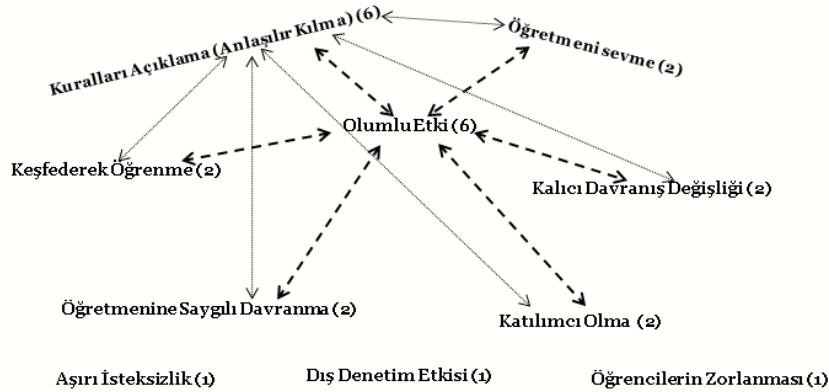 Kuralları Açıklama (Anlaşılır Kılma) (6)
Öğretmeni sevme (2)
Olumlu Etki (6)
Keşfederek Öğrenme (2)
Kalıcı Davranış Değişliği (2)
Öğretmenine Saygılı Davranma (2)
Katılımcı Olma (2)
Aşırı İsteksizlik (1)
Dış Denetim Etkisi (1)
Öğrencilerin Zorlanması (1)